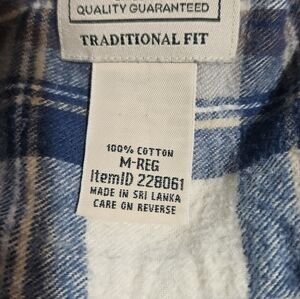 QUALITY GUARANTEED
TRADITIONAL FIT
100% COTTON
M-REG
ItemID 228061
MADE IN SRI LANKA
CARE ON REVERSE